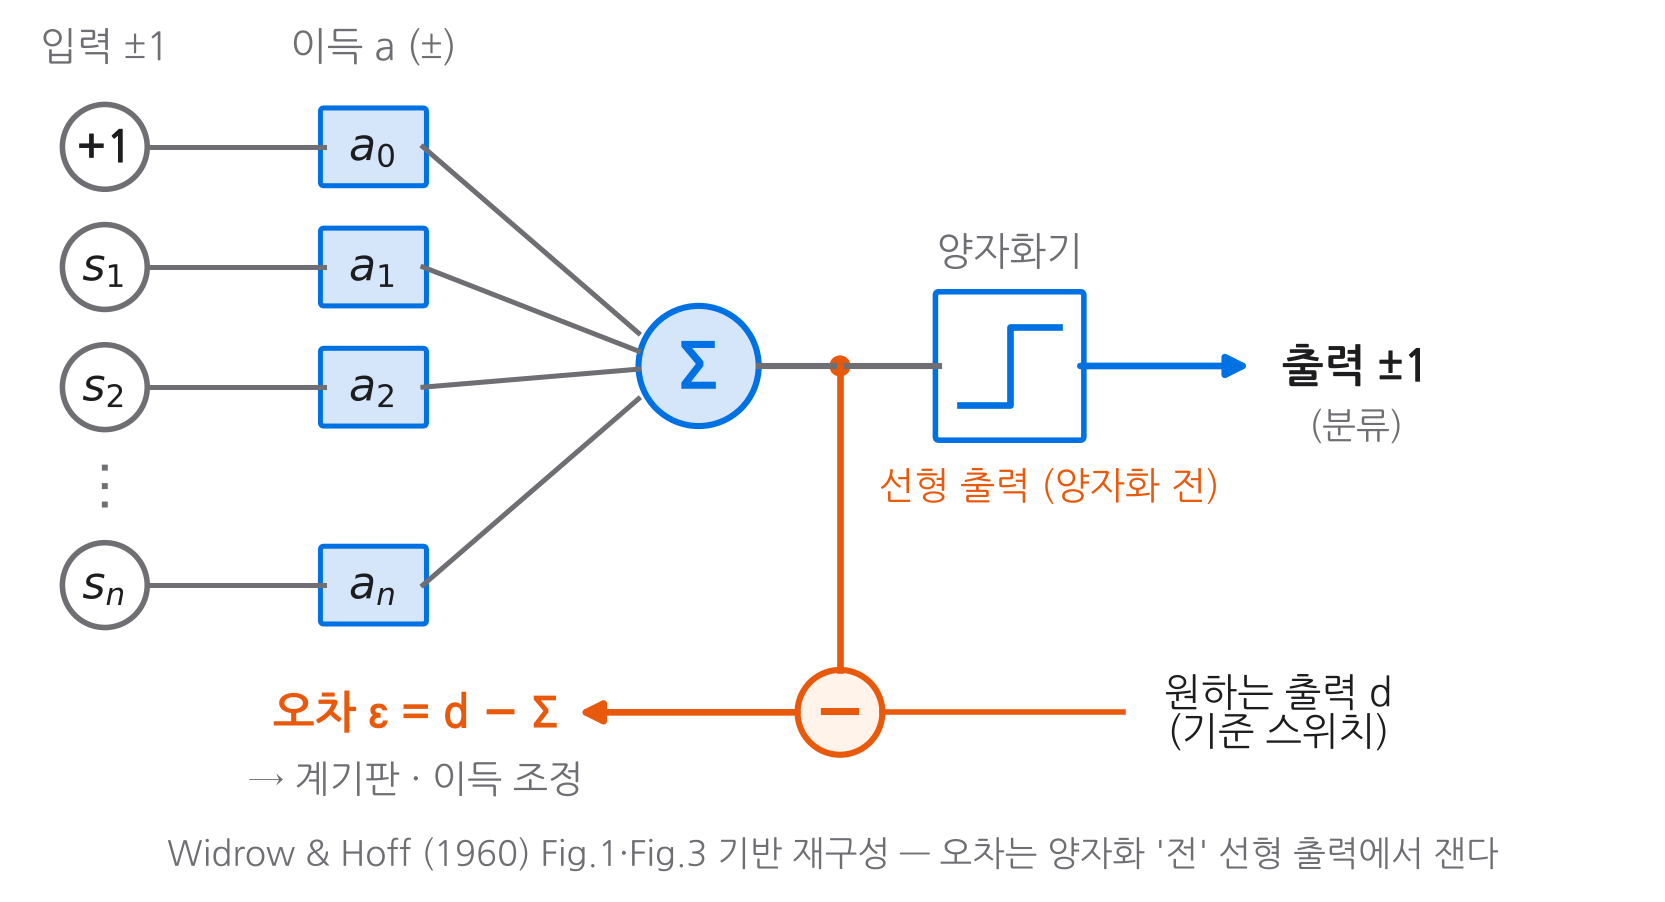 입력 ±1
이득 a (±)
+1
a0
s1
a1
s2
a2
⋮
sn
an
Σ
양자화기
출력 ±1
(분류)
선형 출력 (양자화 전)
−
원하는 출력 d
(기준 스위치)
오차 ε = d − Σ
→ 계기판 · 이득 조정
Widrow & Hoff (1960) Fig.1·Fig.3 기반 재구성 — 오차는 양자화 '전' 선형 출력에서 잰다